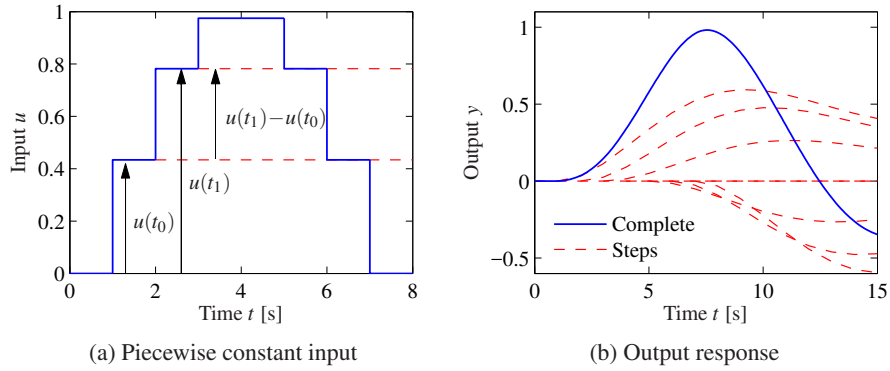 1
0.8
0.6
0.4
0.2
0
Input u
u(t0)
u(t1)
u(t1)−u(t0)
0
2
4
6
8
Time t [s]
(a) Piecewise constant input
1
0.5
0
−0.5
Output y
Complete
Steps
0
5
10
15
Time t [s]
(b) Output response